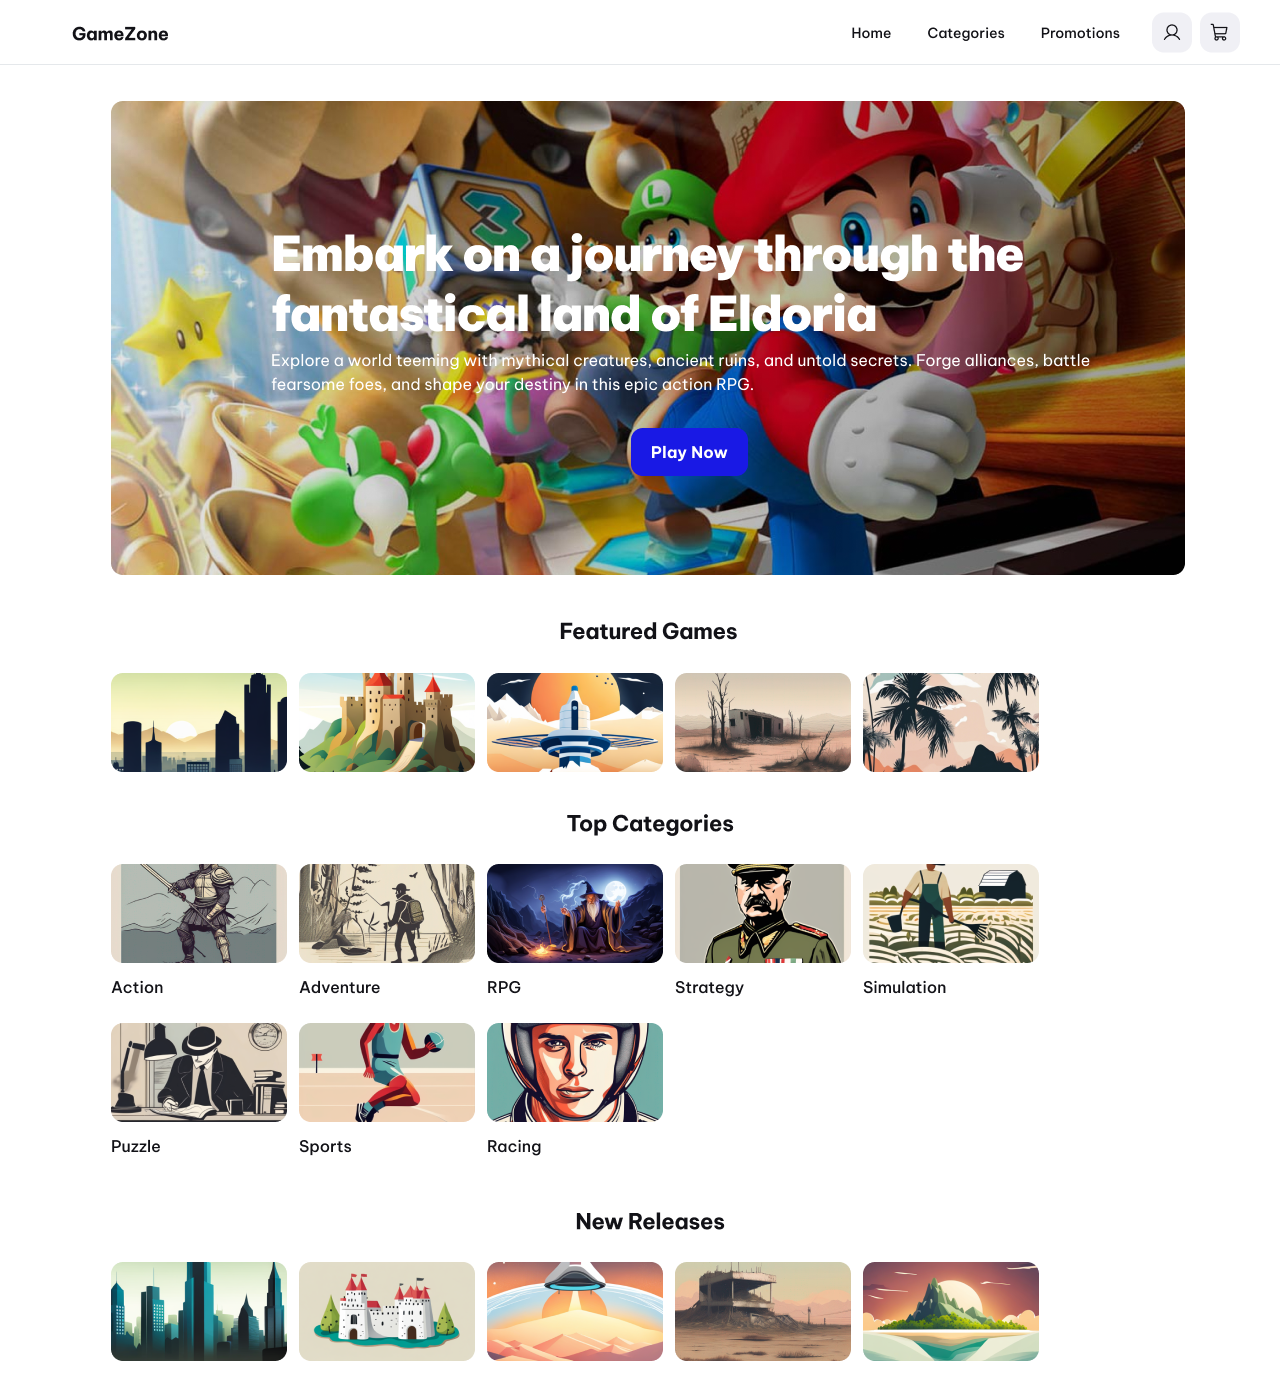 GameZone
Home
Categories
Promotions
Embark on a journey through the
fantastical land of Eldoria
Explore a world teeming with mythical creatures, ancient ruins, and untold secrets. Forge alliances, battle
fearsome foes, and shape your destiny in this epic action RPG.
Play Now
Featured Games
Top Categories
Action
Adventure
RPG
Strategy
Simulation
Puzzle
Sports
Racing
New Releases